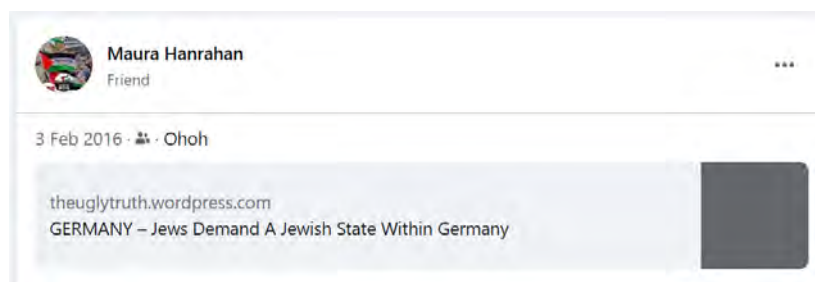 Maura Hanrahan
Friend
3 Feb 2016 · Ohoh
theuglytruth.wordpress.com
GERMANY – Jews Demand A Jewish State Within Germany